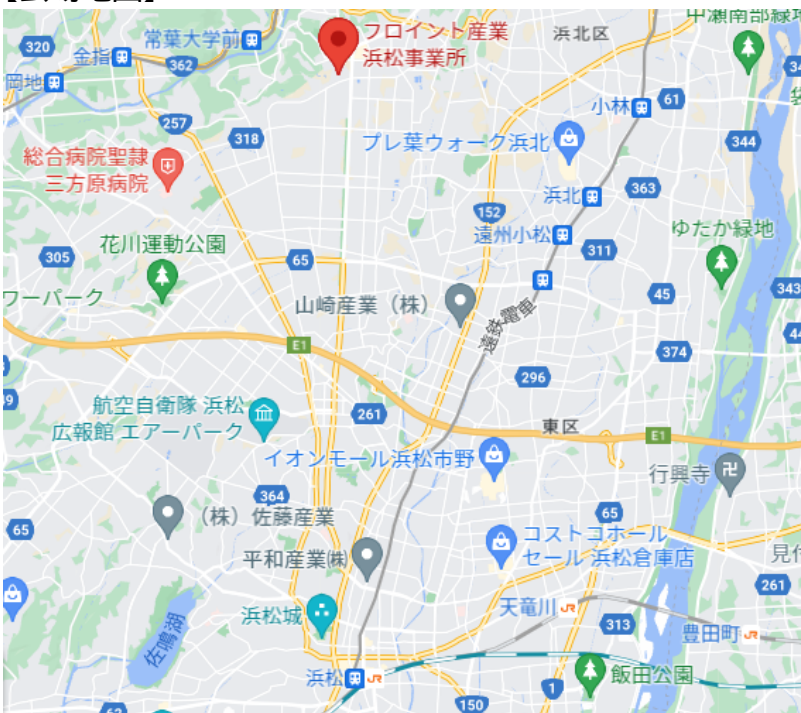 フロイント産業
浜松事業所
浜北区
中瀬南部緑地
320
常葉大学前
金指
362
岡地
小林
61
257
318
344
プレ葉ウォーク浜北
総合病院聖隷
三方原病院
浜北
363
152
遠州小松
311
ゆたか緑地
花川運動公園
305
65
ワーパーク
山崎産業（株）
45
343
遠鉄電車
E1
374
296
航空自衛隊 浜松
広報館 エアーパーク
261
東区
E1
イオンモール浜松市野
行興寺
364
（株）佐藤産業
65
65
コストコホール
セール 浜松倉庫店
平和産業㈱
見付
261
浜松城
天竜川
JR
313
豊田町
JR
佐鳴湖
浜松
JR
飯田公園
1
150
62